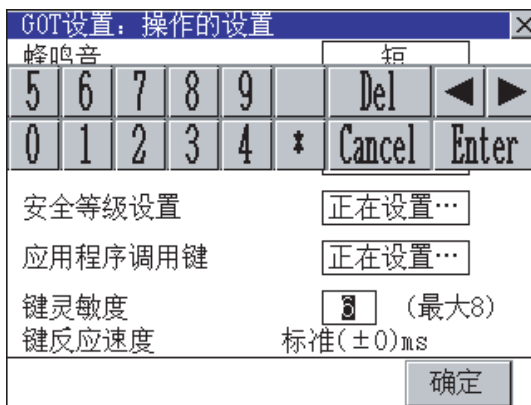 GOT设置：操作的设置 ×
蜂鸣音 短
5 6 7 8 9 Del ◀ ▶
0 1 2 3 4 * Cancel Enter
安全等级设置 正在设置…
应用程序调用键 正在设置…
键灵敏度 (最大8)
键反应速度 标准(±0)ms
确定